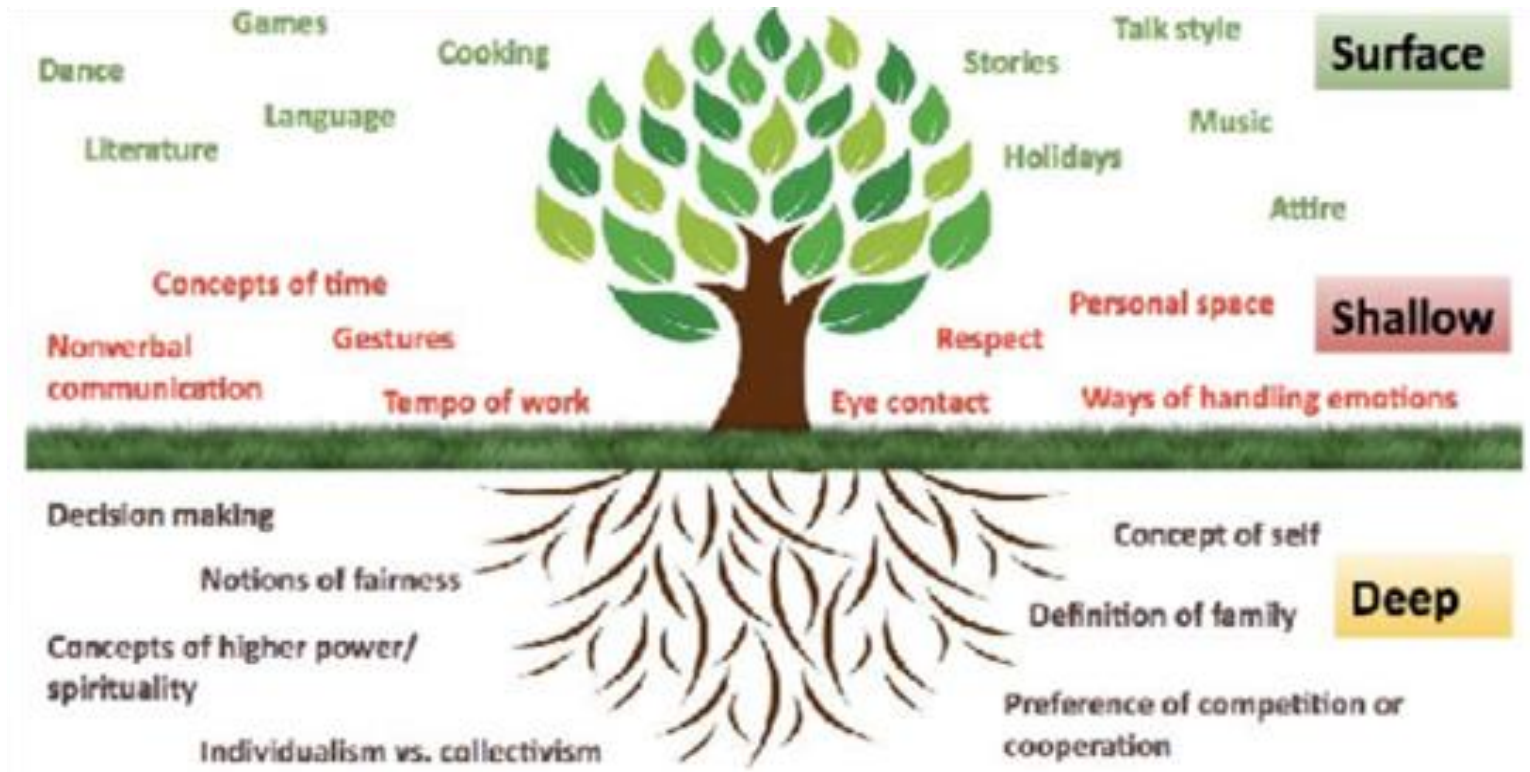 Games
Talk style
Surface
Dance
Cooking
Stories
Language
Music
Literature
Holidays
Attire
Concepts of time
Personal space
Shallow
Nonverbal
communication
Gestures
Respect
Tempo of work
Eye contact
Ways of handling emotions
Decision making
Concept of self
Notions of fairness
Deep
Definition of family
Concepts of higher power/
spirituality
Preference of competition or
cooperation
Individualism vs. collectivism